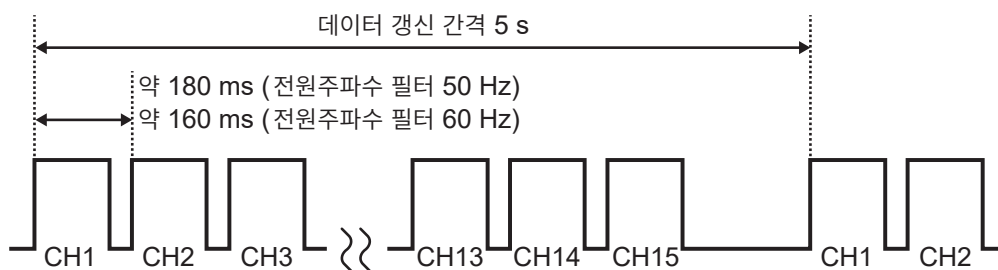 데이터 갱신 간격 5 s
약 180 ms (전원주파수 필터 50 Hz)
약 160 ms (전원주파수 필터 60 Hz)
CH1 CH2 CH3 CH13 CH14 CH15 CH1 CH2